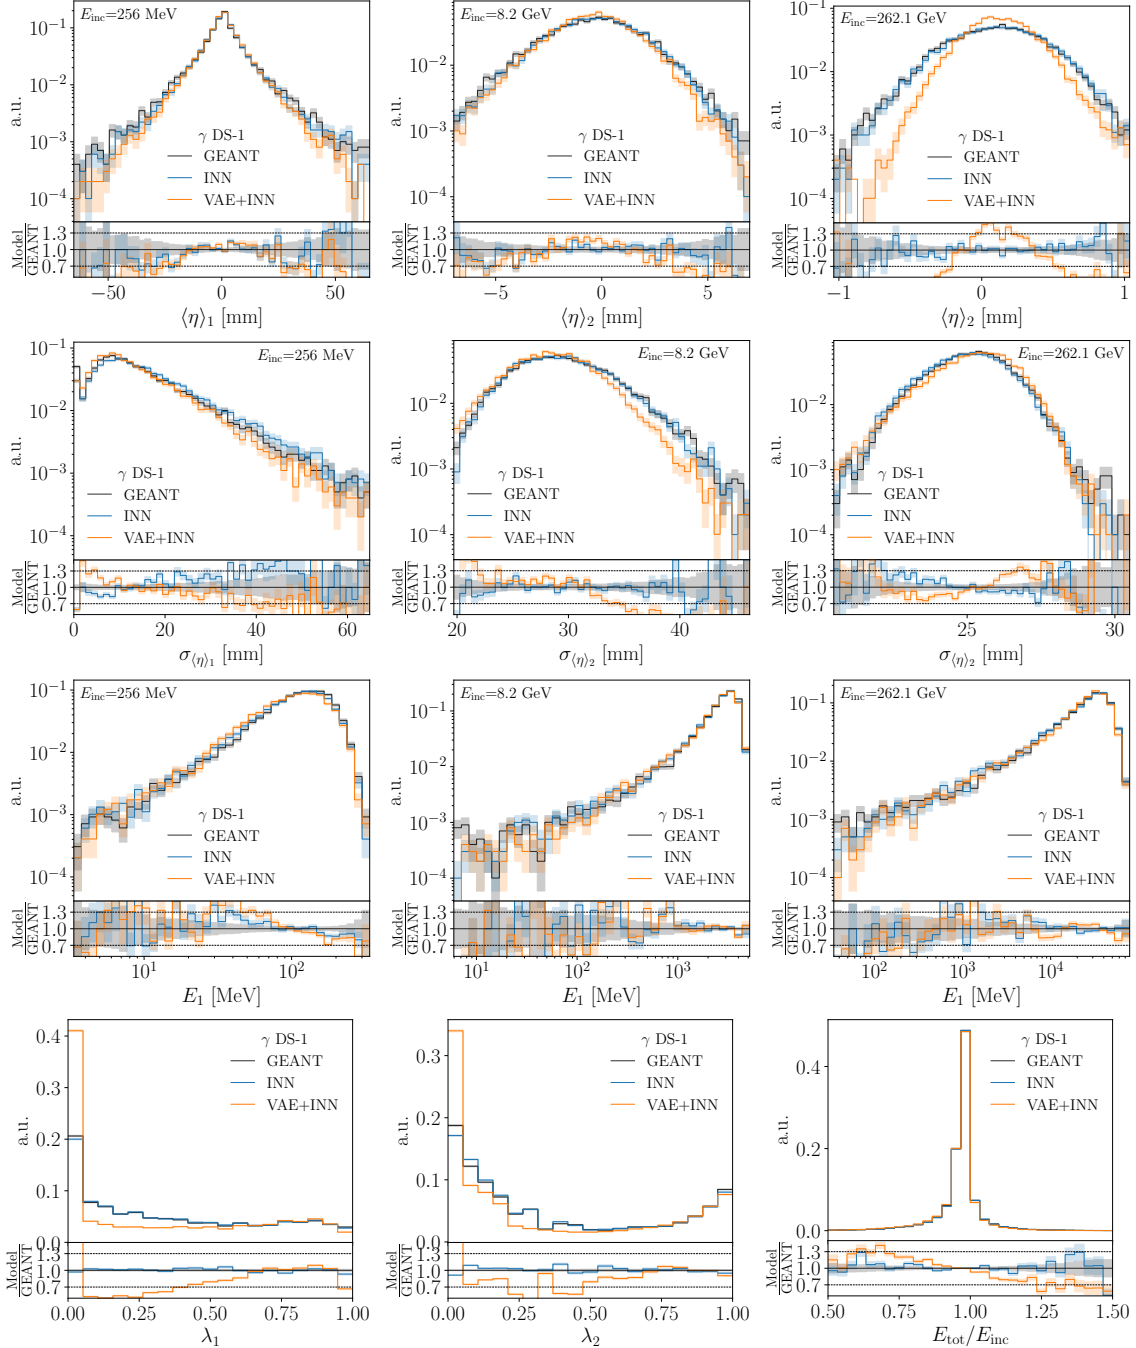 E_inc=256 MeV
a.u.
10^−1
10^−2
10^−3
10^−4
γ DS-1
GEANT
INN
VAE+INN
Model
GEANT
1.3
1.0
0.7
−50 0 50
⟨η⟩_1 [mm]
E_inc=8.2 GeV
a.u.
10^−1
10^−2
10^−3
10^−4
γ DS-1
GEANT
INN
VAE+INN
Model
GEANT
1.3
1.0
0.7
−5 0 5
⟨η⟩_2 [mm]
E_inc=262.1 GeV
a.u.
10^−1
10^−2
10^−3
10^−4
γ DS-1
GEANT
INN
VAE+INN
Model
GEANT
1.3
1.0
0.7
−1 0 1
⟨η⟩_2 [mm]
E_inc=256 MeV
a.u.
10^−1
10^−2
10^−3
10^−4
γ DS-1
GEANT
INN
VAE+INN
Model
GEANT
1.3
1.0
0.7
0 20 40 60
σ_⟨η⟩_1 [mm]
E_inc=8.2 GeV
a.u.
10^−1
10^−2
10^−3
10^−4
γ DS-1
GEANT
INN
VAE+INN
Model
GEANT
1.3
1.0
0.7
20 30 40
σ_⟨η⟩_2 [mm]
E_inc=262.1 GeV
a.u.
10^−1
10^−2
10^−3
10^−4
γ DS-1
GEANT
INN
VAE+INN
Model
GEANT
1.3
1.0
0.7
25 30
σ_⟨η⟩_2 [mm]
E_inc=256 MeV
a.u.
10^−1
10^−2
10^−3
10^−4
γ DS-1
GEANT
INN
VAE+INN
Model
GEANT
1.3
1.0
0.7
10^1 10^2
E_1 [MeV]
E_inc=8.2 GeV
a.u.
10^−1
10^−2
10^−3
10^−4
γ DS-1
GEANT
INN
VAE+INN
Model
GEANT
1.3
1.0
0.7
10^1 10^2 10^3
E_1 [MeV]
E_inc=262.1 GeV
a.u.
10^−1
10^−2
10^−3
10^−4
γ DS-1
GEANT
INN
VAE+INN
Model
GEANT
1.3
1.0
0.7
10^2 10^3 10^4
E_1 [MeV]
a.u.
0.4
0.3
0.2
0.1
0.0
γ DS-1
GEANT
INN
VAE+INN
Model
GEANT
1.3
1.0
0.7
0.00 0.25 0.50 0.75 1.00
λ_1
a.u.
0.3
0.2
0.1
0.0
γ DS-1
GEANT
INN
VAE+INN
Model
GEANT
1.3
1.0
0.7
0.00 0.25 0.50 0.75 1.00
λ_2
a.u.
0.4
0.2
0.0
γ DS-1
GEANT
INN
VAE+INN
Model
GEANT
1.3
1.0
0.7
0.50 0.75 1.00 1.25 1.50
E_tot/E_inc